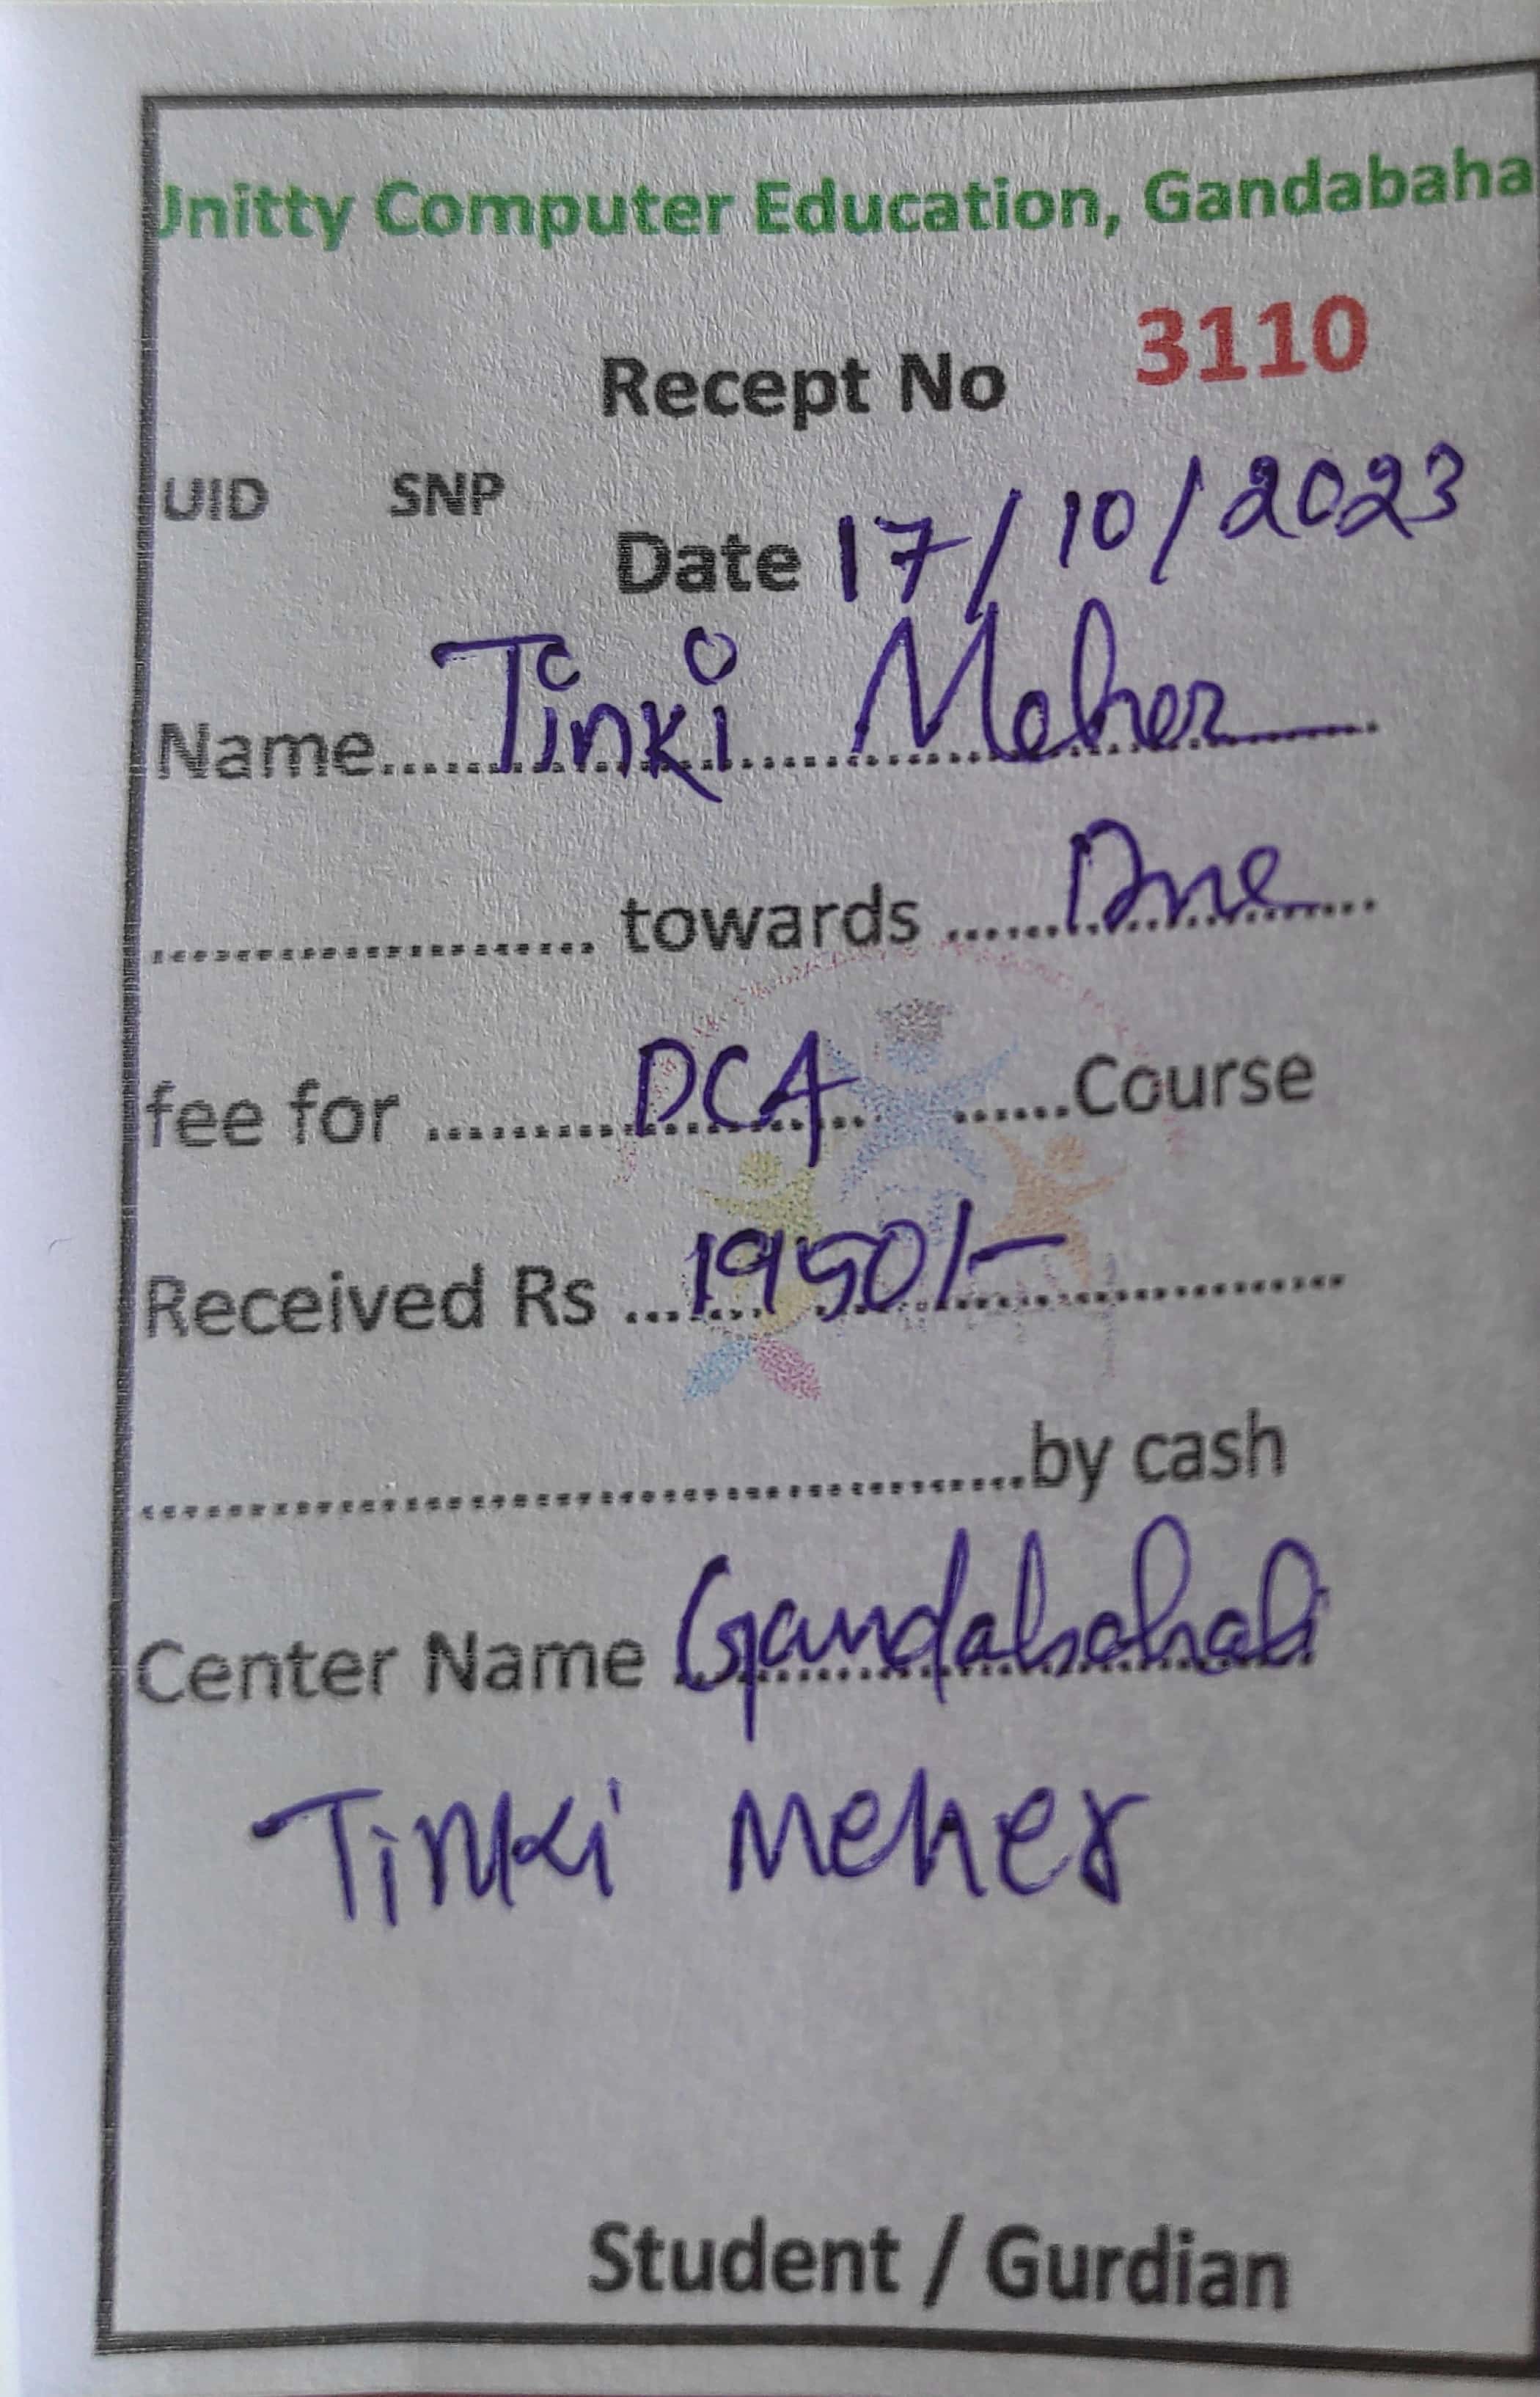 Unitty Computer Education, Gandabaha
Recept No 3110
UID SNP
Date 17/10/2023
Name...... Tinki Meher
.................... towards ...... Due
fee for .......... DCA ......Course
Received Rs ... 1950/-
........................................by cash
Center Name Gandabahali
Tinki Meher
Student / Gurdian